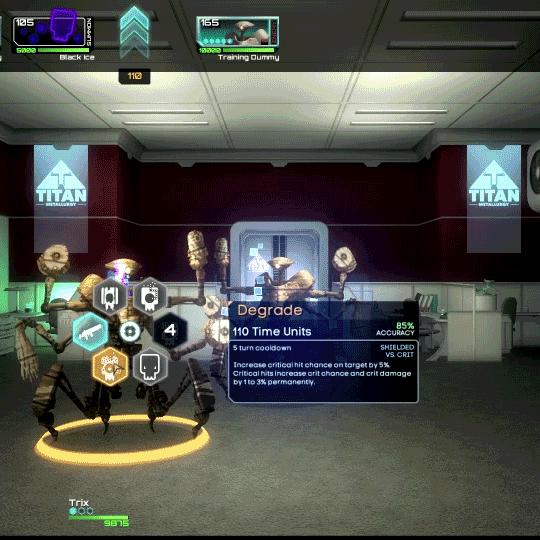 105
SUMMON
5000
Black Ice
165
10000
Training Dummy
110
TITAN
METALLURGY
TITAN
METALLURGY
Degrade
110 Time Units
85%
ACCURACY
5 turn cooldown
SHIELDED
VS. CRIT
Increase critical hit chance on target by 5%.
Critical hits increase crit chance and crit damage
by 1 to 3% permanently.
4
Trix
9875